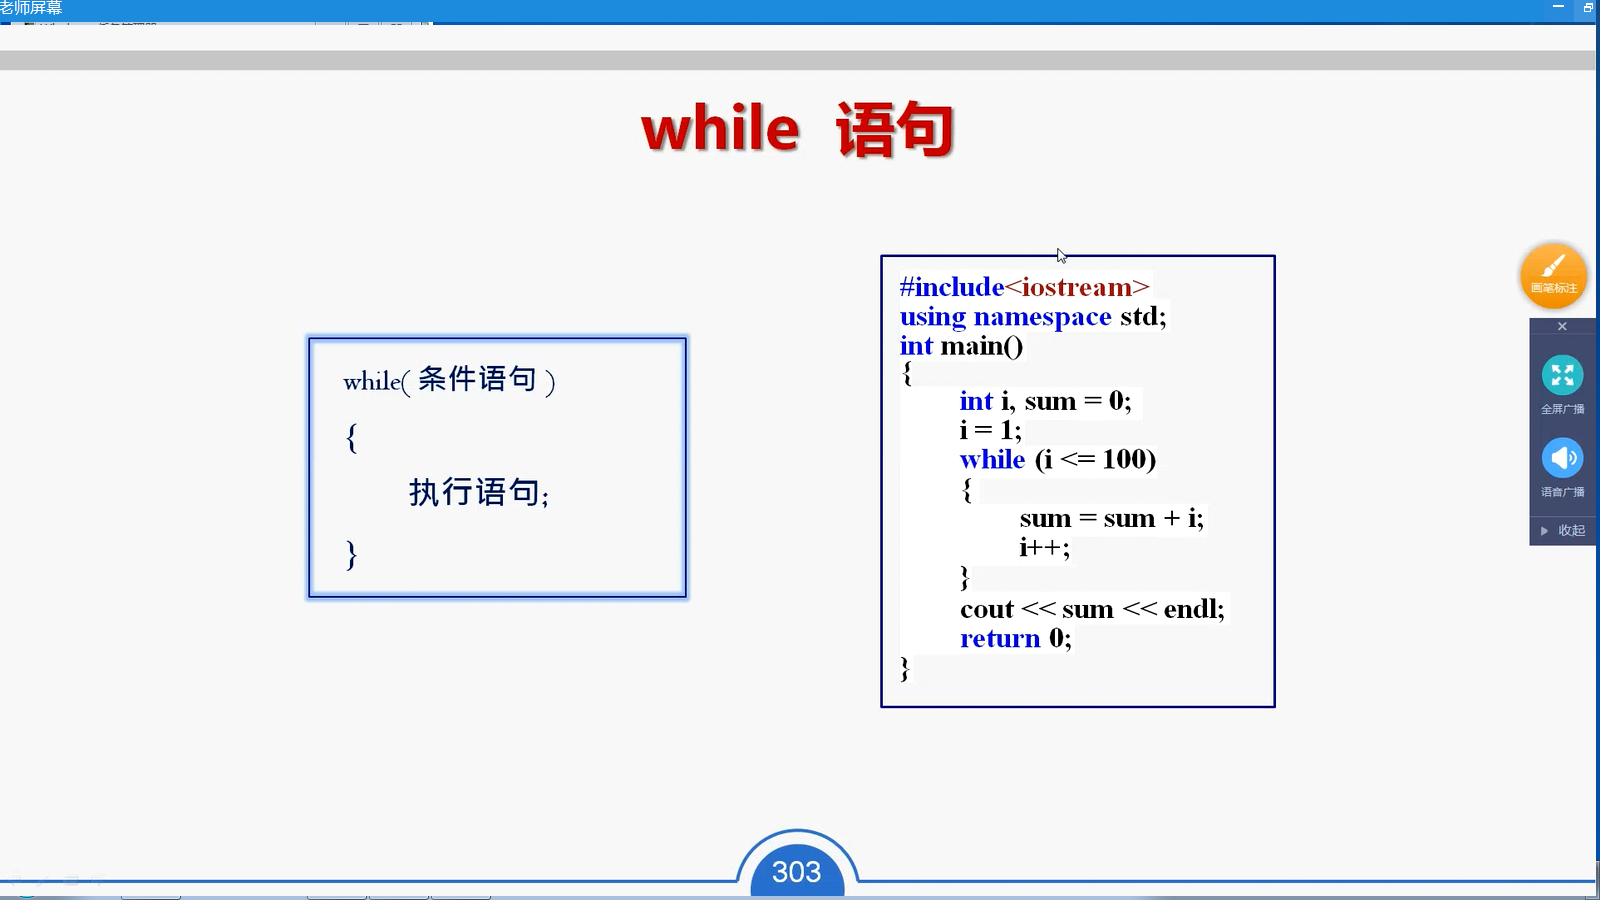 老师屏幕
while 语句
while( 条件语句 )
{
执行语句;
}
#include<iostream>
using namespace std;
int main()
{
int i, sum = 0;
i = 1;
while (i <= 100)
{
sum = sum + i;
i++;
}
cout << sum << endl;
return 0;
}
画笔标注
全屏广播
语音广播
收起
303